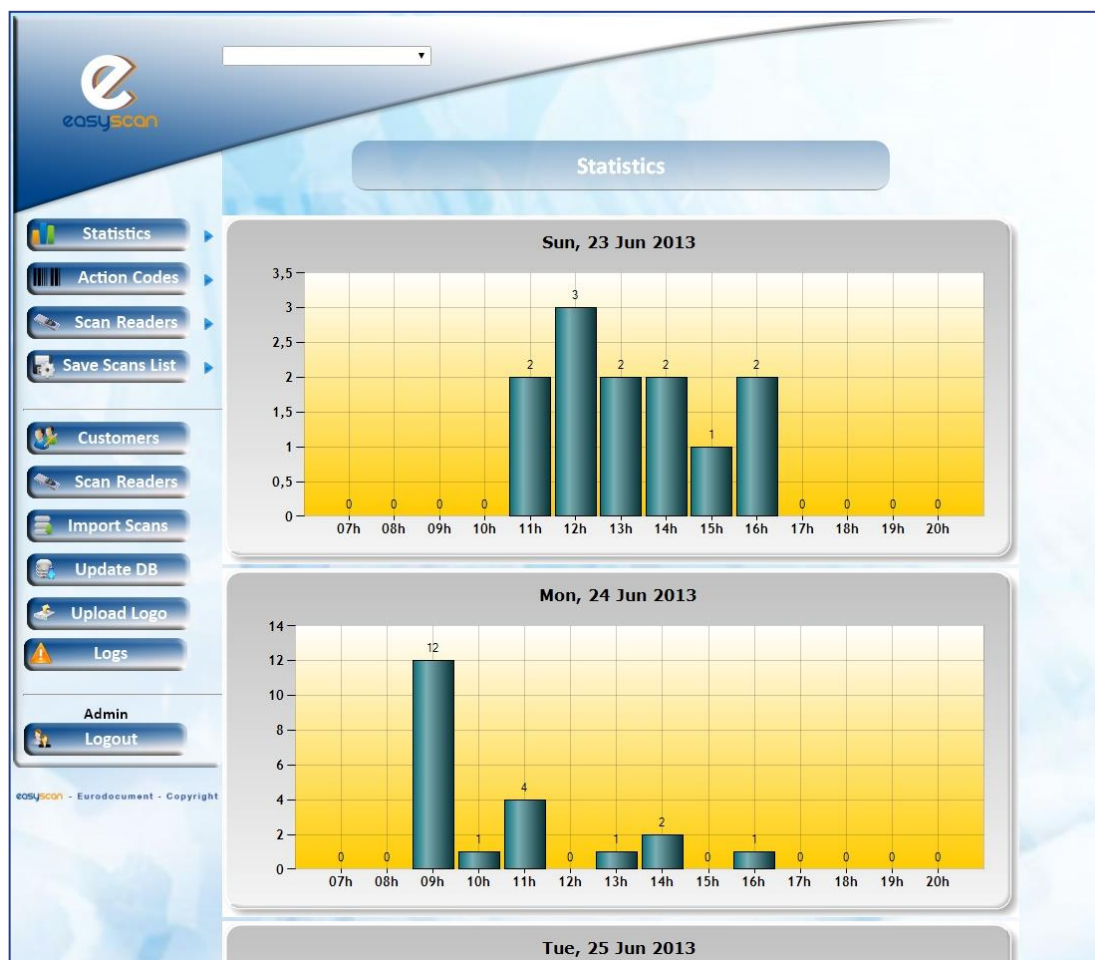 easyscan
Statistics
Statistics
Action Codes
Scan Readers
Save Scans List
Customers
Scan Readers
Import Scans
Update DB
Upload Logo
Logs
Admin
Logout
easyscan - Eurodocument - Copyright
Sun, 23 Jun 2013
3,5
3
2,5
2
1,5
1
0,5
0
0 0 0 0 2 3 2 2 1 2 0 0 0 0
07h 08h 09h 10h 11h 12h 13h 14h 15h 16h 17h 18h 19h 20h
Mon, 24 Jun 2013
14
12
10
8
6
4
2
0
0 0 12 1 4 0 1 2 0 1 0 0 0 0
07h 08h 09h 10h 11h 12h 13h 14h 15h 16h 17h 18h 19h 20h
Tue, 25 Jun 2013